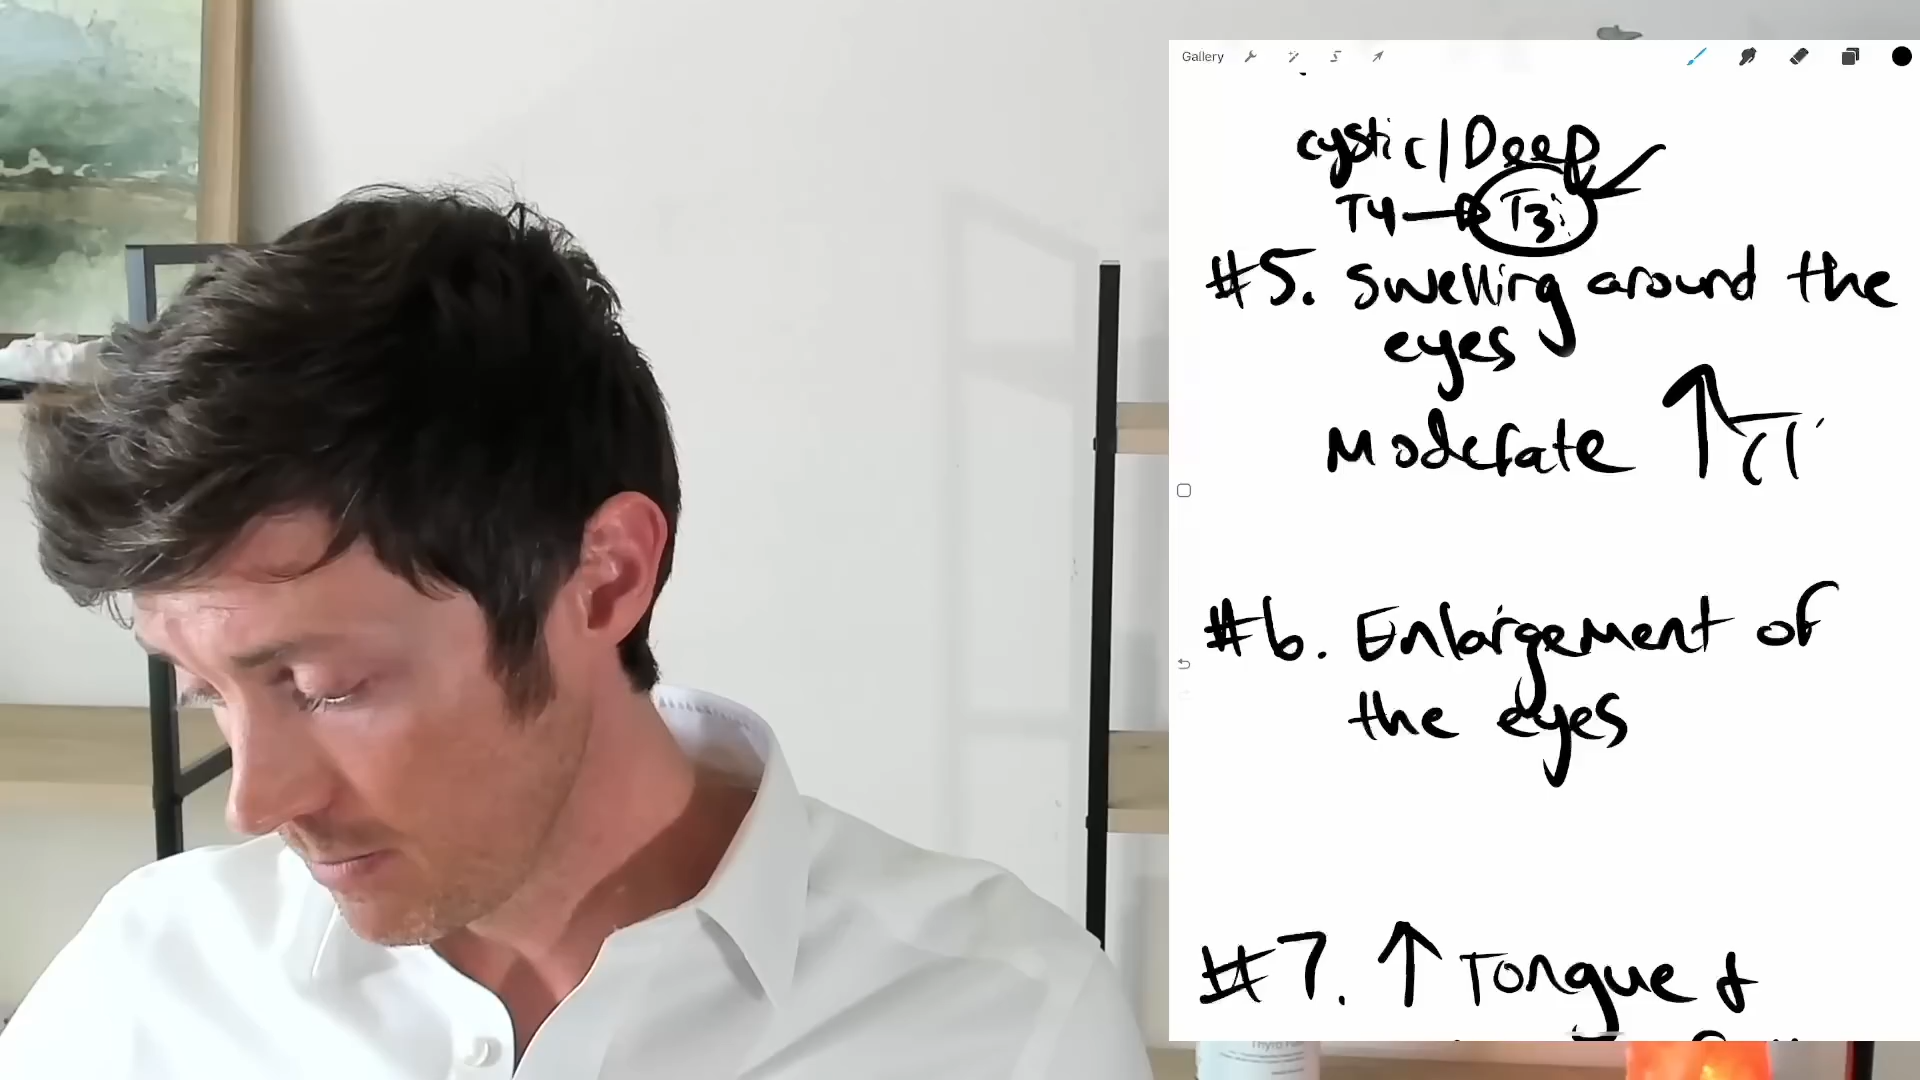 Gallery
cystic/Deep
T4 → T3
#5. Swelling around the
eyes
Moderate ↑
#6. Enlargement of
the eyes
#7. ↑ Tongue &